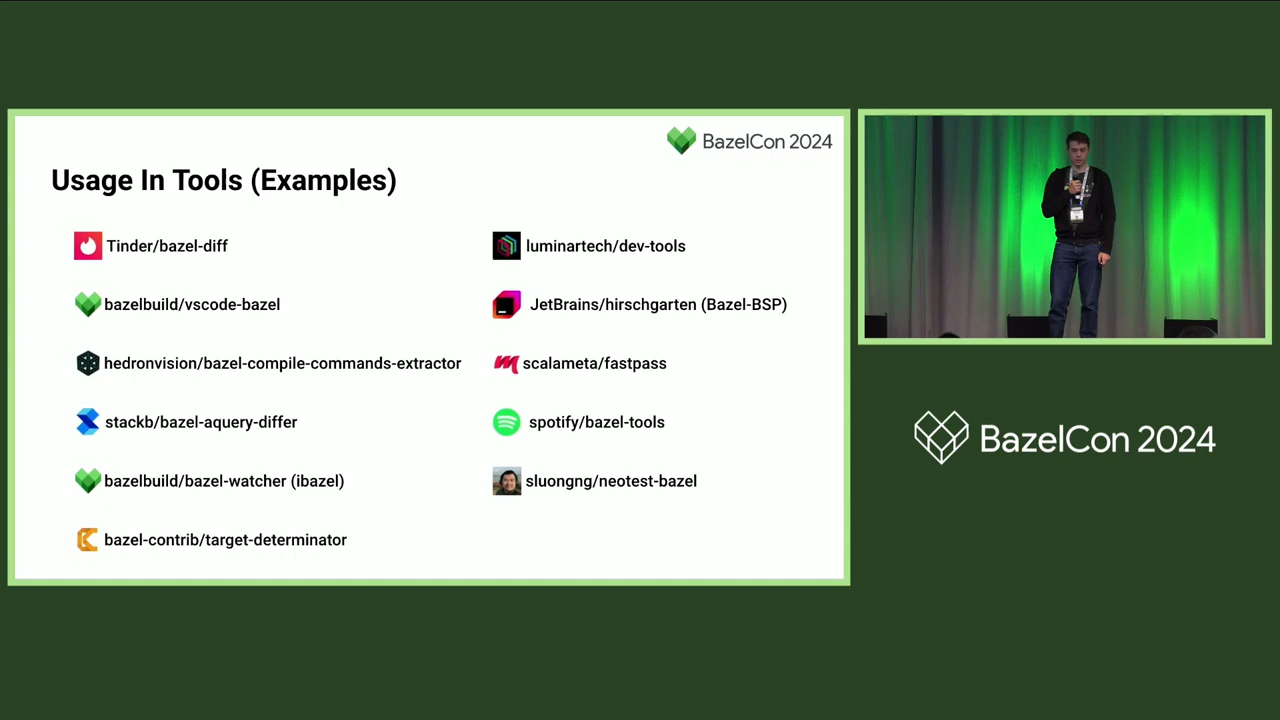 BazelCon 2024
Usage In Tools (Examples)
Tinder/bazel-diff
bazelbuild/vscode-bazel
hedronvision/bazel-compile-commands-extractor
stackb/bazel-aquery-differ
bazelbuild/bazel-watcher (ibazel)
bazel-contrib/target-determinator
luminartech/dev-tools
JetBrains/hirschgarten (Bazel-BSP)
scalameta/fastpass
spotify/bazel-tools
sluongng/neotest-bazel
BazelCon 2024